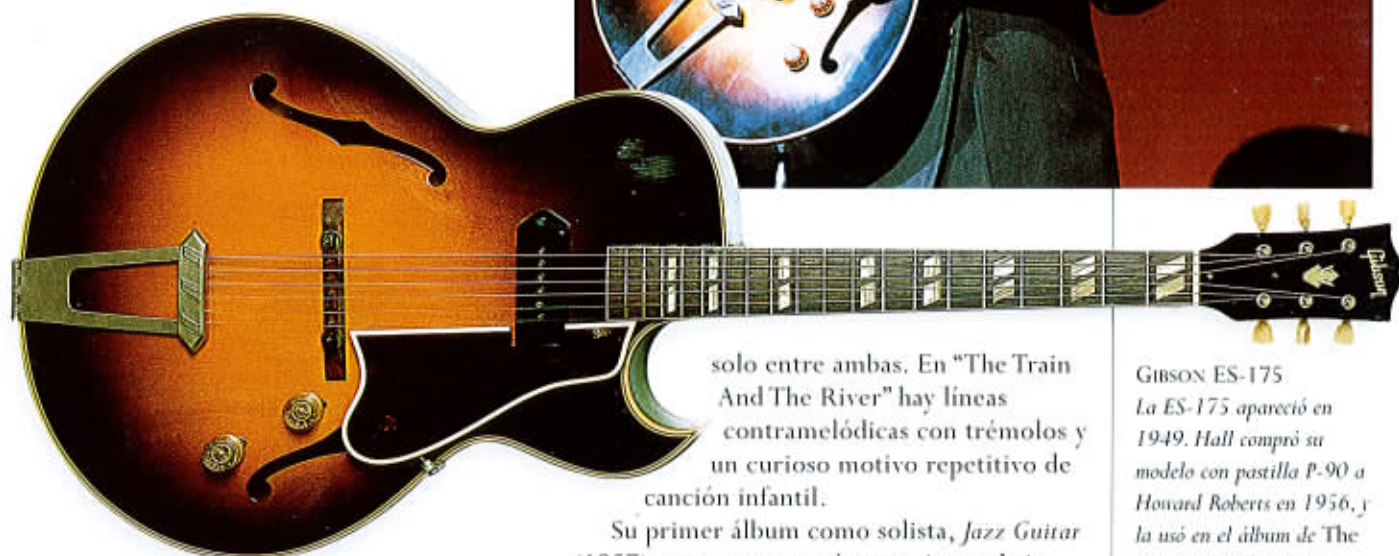 Gibson
solo entre ambas. En “The Train
And The River” hay líneas
contramelódicas con trémolos y
un curioso motivo repetitivo de
canción infantil.
Su primer álbum como solista, Jazz Guitar
GIBSON ES-175
La ES-175 apareció en
1949. Hall compró su
modelo con pastilla P-90 a
Howard Roberts en 1956, y
la usó en el álbum de The